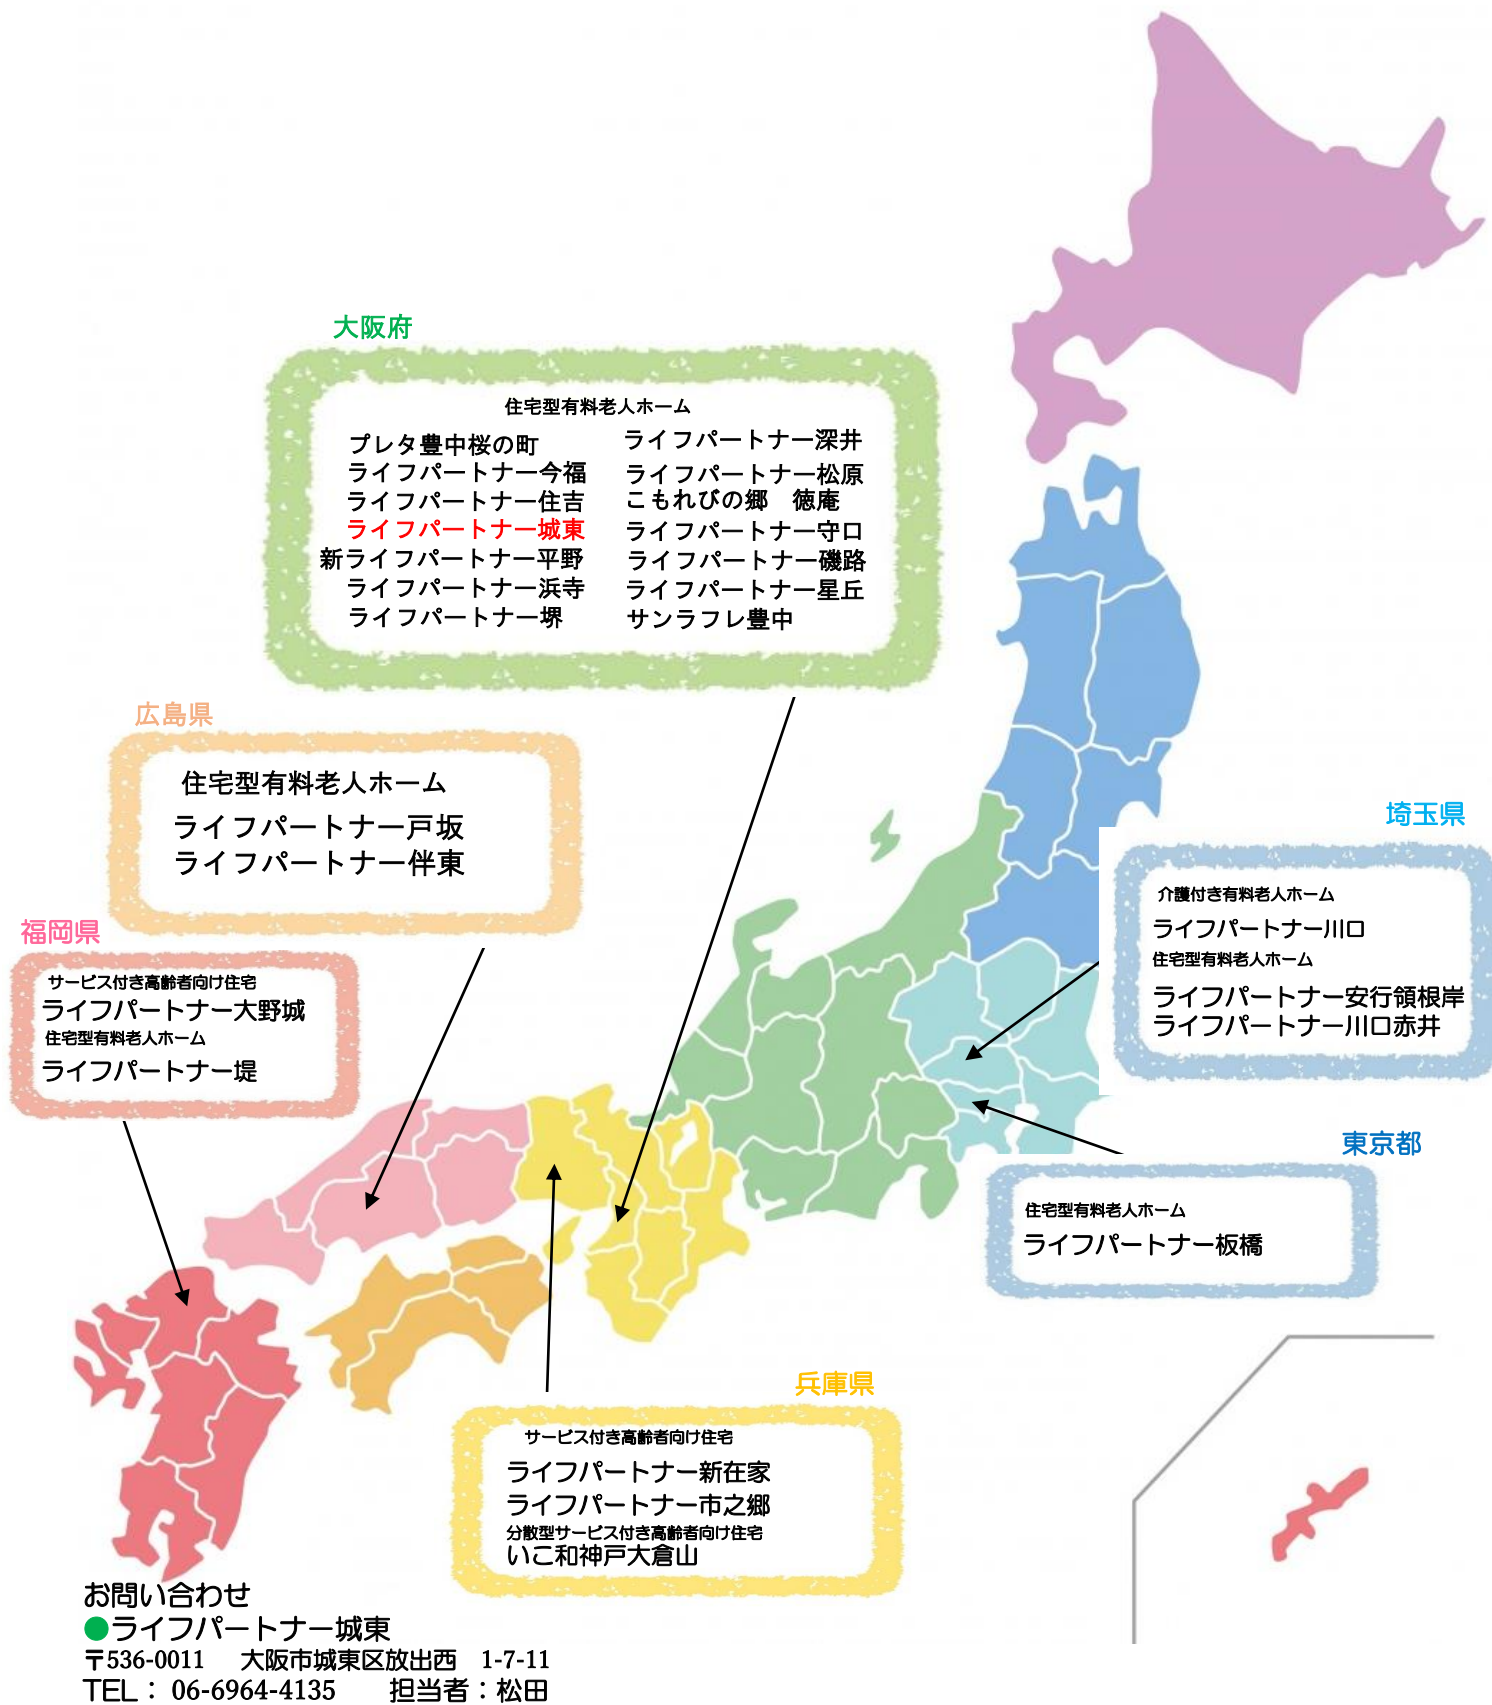 大阪府
住宅型有料老人ホーム
プレタ豊中桜の町
ライフパートナー今福
ライフパートナー住吉
ライフパートナー城東
新ライフパートナー平野
ライフパートナー浜寺
ライフパートナー堺
ライフパートナー深井
ライフパートナー松原
こもれびの郷　徳庵
ライフパートナー守口
ライフパートナー磯路
ライフパートナー星丘
サンラフレ豊中
広島県
住宅型有料老人ホーム
ライフパートナー戸坂
ライフパートナー伴東
埼玉県
介護付き有料老人ホーム
ライフパートナー川口
住宅型有料老人ホーム
ライフパートナー安行領根岸
ライフパートナー川口赤井
福岡県
サービス付き高齢者向け住宅
ライフパートナー大野城
住宅型有料老人ホーム
ライフパートナー堤
東京都
住宅型有料老人ホーム
ライフパートナー板橋
兵庫県
サービス付き高齢者向け住宅
ライフパートナー新在家
ライフパートナー市之郷
分散型サービス付き高齢者向け住宅
いこ和神戸大倉山
お問い合わせ
●ライフパートナー城東
〒536-0011　大阪市城東区放出西　1-7-11
TEL： 06-6964-4135　　担当者：松田